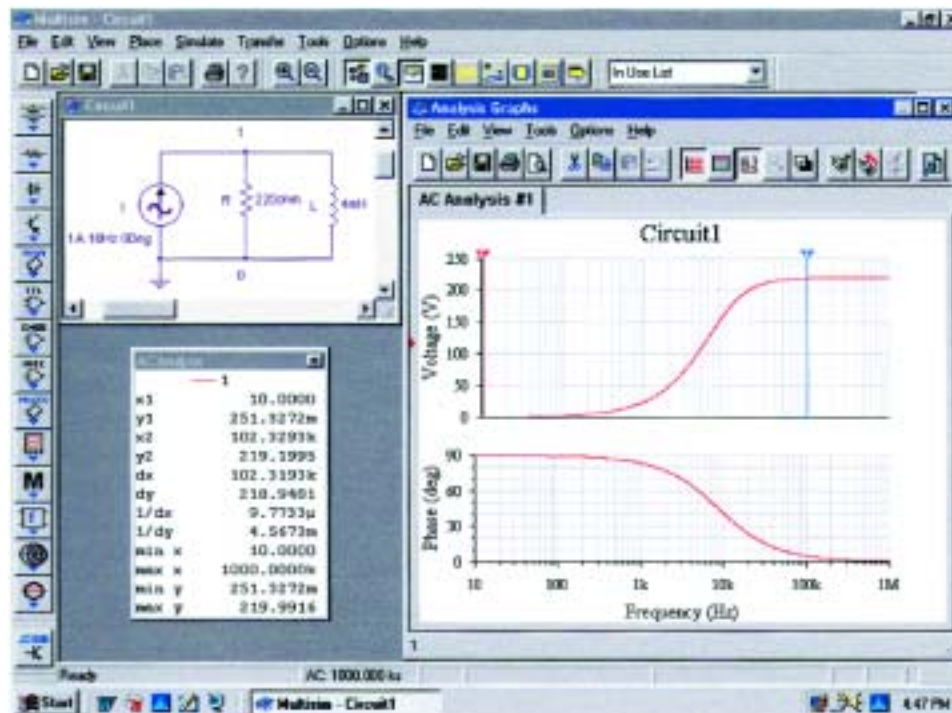 Multisim - Circuit1
File Edit View Place Simulate Transfer Tools Options Help
In Use List
Circuit1
1
R 220ohm L 4mH
1A 1 0Deg
0
Analysis Graphs
File Edit View Tools Options Help
AC Analysis #1
Circuit1
Voltage (V)
250
200
150
100
50
0
Phase (deg)
90
60
30
0
10 100 1k 10k 100k 1M
Frequency (Hz)
1
AC Analysis
1
x1 10.0000
y1 251.3272m
x2 102.3293k
y2 219.1995
dx 102.3193k
dy 218.9481
1/dx 9.7733µ
1/dy 4.5673m
min x 10.0000
max x 1000.0000k
min y 251.3272m
max y 219.9916
M
Ready AC: 1000.000 ks
Start Multisim - Circuit1 4:47 PM